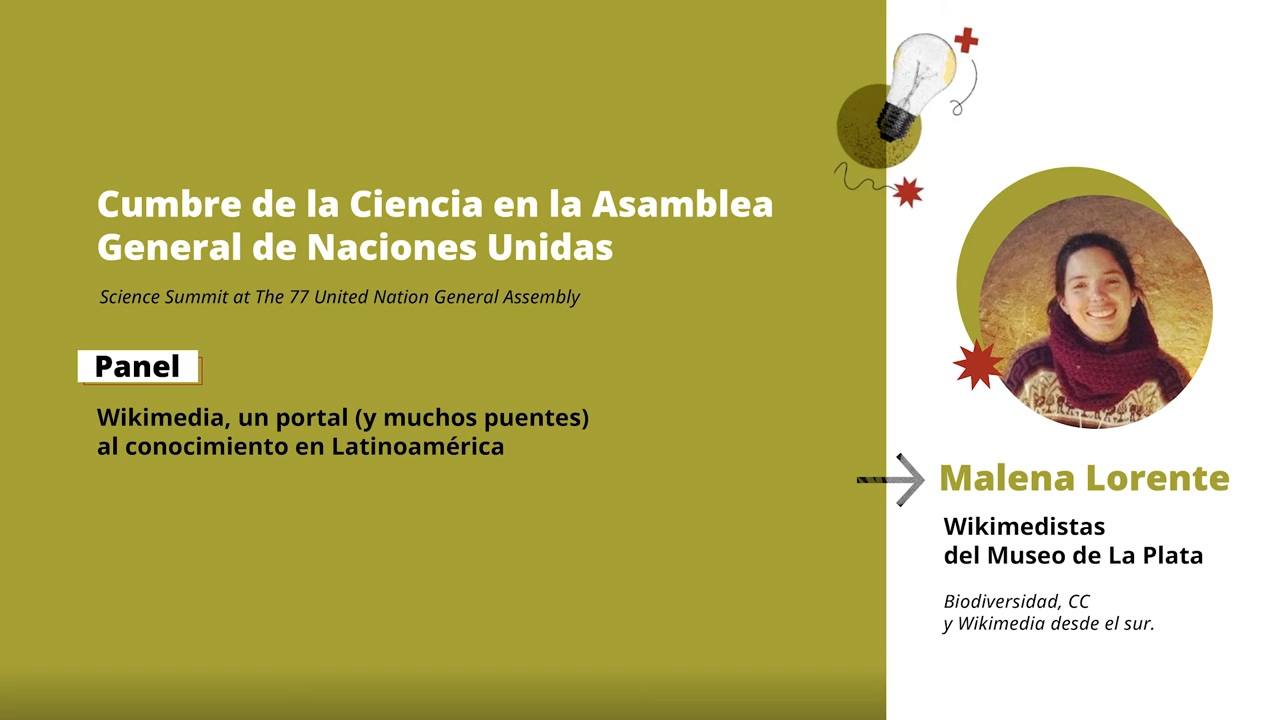 Cumbre de la Ciencia en la Asamblea
General de Naciones Unidas
Science Summit at The 77 United Nation General Assembly
Panel
Wikimedia, un portal (y muchos puentes)
al conocimiento en Latinoamérica
Malena Lorente
Wikimedistas
del Museo de La Plata
Biodiversidad, CC
y Wikimedia desde el sur.